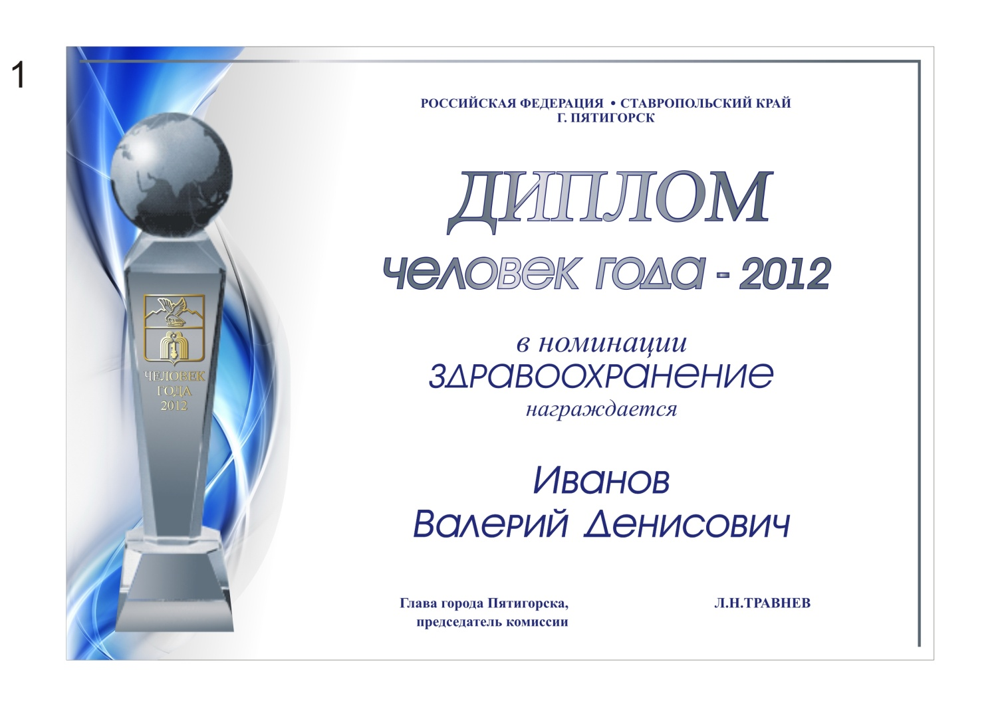 1
РОССИЙСКАЯ ФЕДЕРАЦИЯ • СТАВРОПОЛЬСКИЙ КРАЙ
Г. ПЯТИГОРСК
ДИПЛОМ
человек года - 2012
в номинации
ЗДРАВООХРАНЕНИЕ
награждается
Иванов
Валерий Денисович
ЧЕЛОВЕК
ГОДА
2012
Глава города Пятигорска, Л.Н.ТРАВНЕВ
председатель комиссии